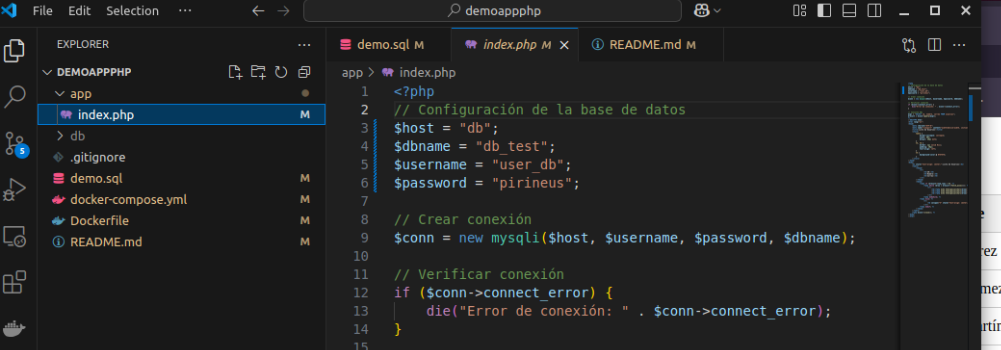 File Edit Selection ... demoappphp
EXPLORER ...
demo.sql M index.php M README.md M ...
DEMOAPPPHP
app > index.php
app
index.php M
db
.gitignore
demo.sql M
docker-compose.yml M
Dockerfile M
README.md M
5
1 <?php
2 // Configuración de la base de datos
3 $host = "db";
4 $dbname = "db_test";
5 $username = "user_db";
6 $password = "pirineus";
7
8 // Crear conexión
9 $conn = new mysqli($host, $username, $password, $dbname);
10
11 // Verificar conexión
12 if ($conn->connect_error) {
13 die("Error de conexión: " . $conn->connect_error);
14 }
15